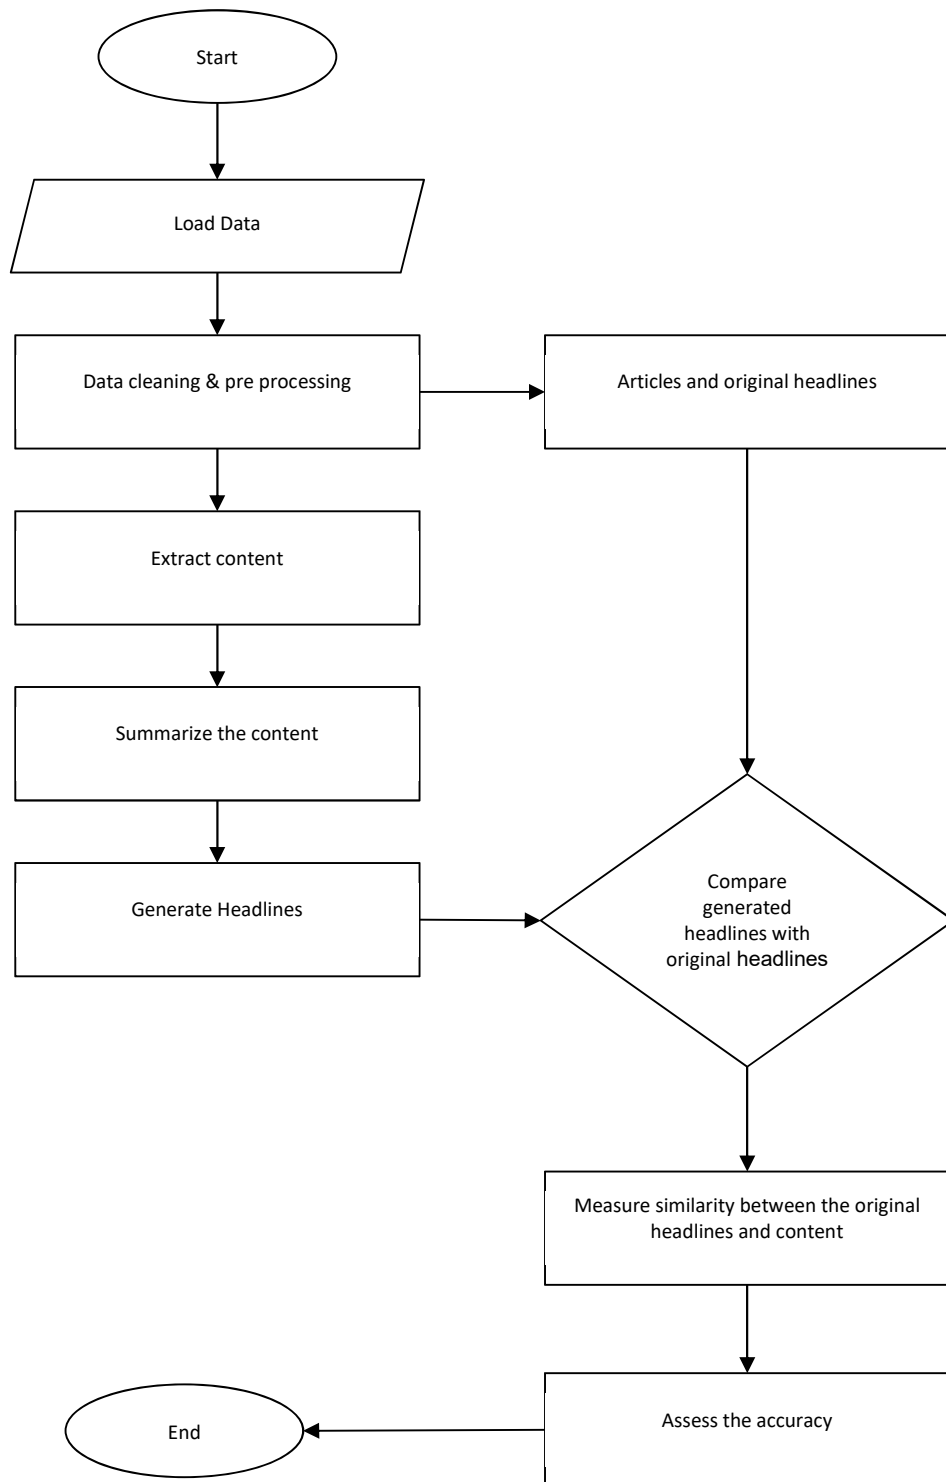 Start
Load Data
Data cleaning & pre processing
Articles and original headlines
Extract content
Summarize the content
Generate Headlines
Compare
generated
headlines with
original headlines
Measure similarity between the original
headlines and content
Assess the accuracy
End